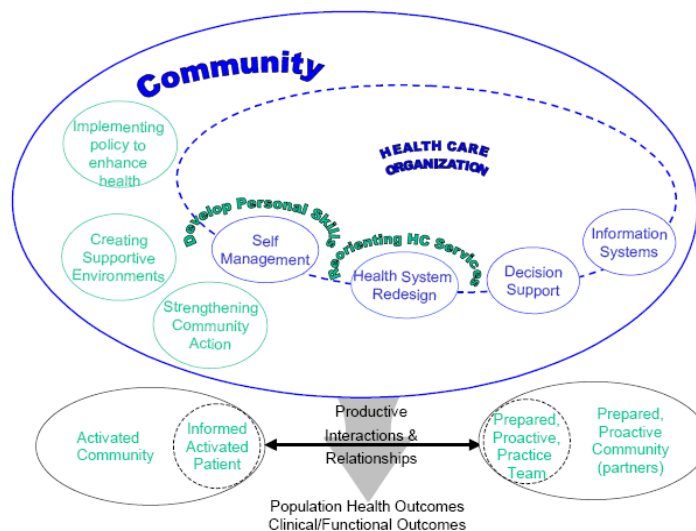 Community
Implementing
policy to
enhance
health
HEALTH CARE
ORGANIZATION
Develop Personal Skills
Self
Management
Reorienting HC Services
Health System
Redesign
Decision
Support
Information
Systems
Creating
Supportive
Environments
Strengthening
Community
Action
Activated
Community
Informed
Activated
Patient
Productive
Interactions &
Relationships
Prepared,
Proactive,
Practice
Team
Prepared,
Proactive
Community
(partners)
Population Health Outcomes
Clinical/Functional Outcomes